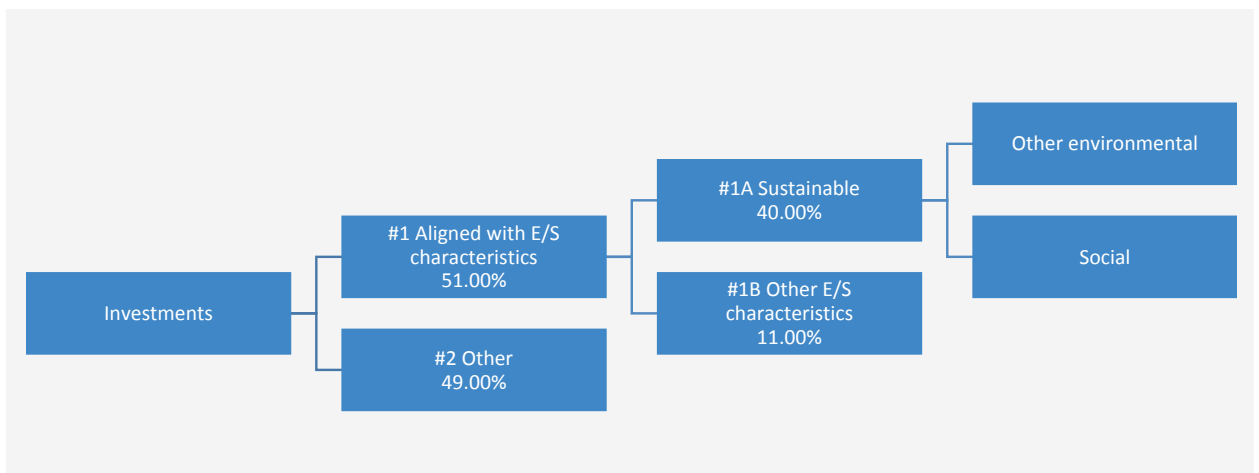 Investments
#1 Aligned with E/S
characteristics
51.00%
#2 Other
49.00%
#1A Sustainable
40.00%
#1B Other E/S
characteristics
11.00%
Other environmental
Social